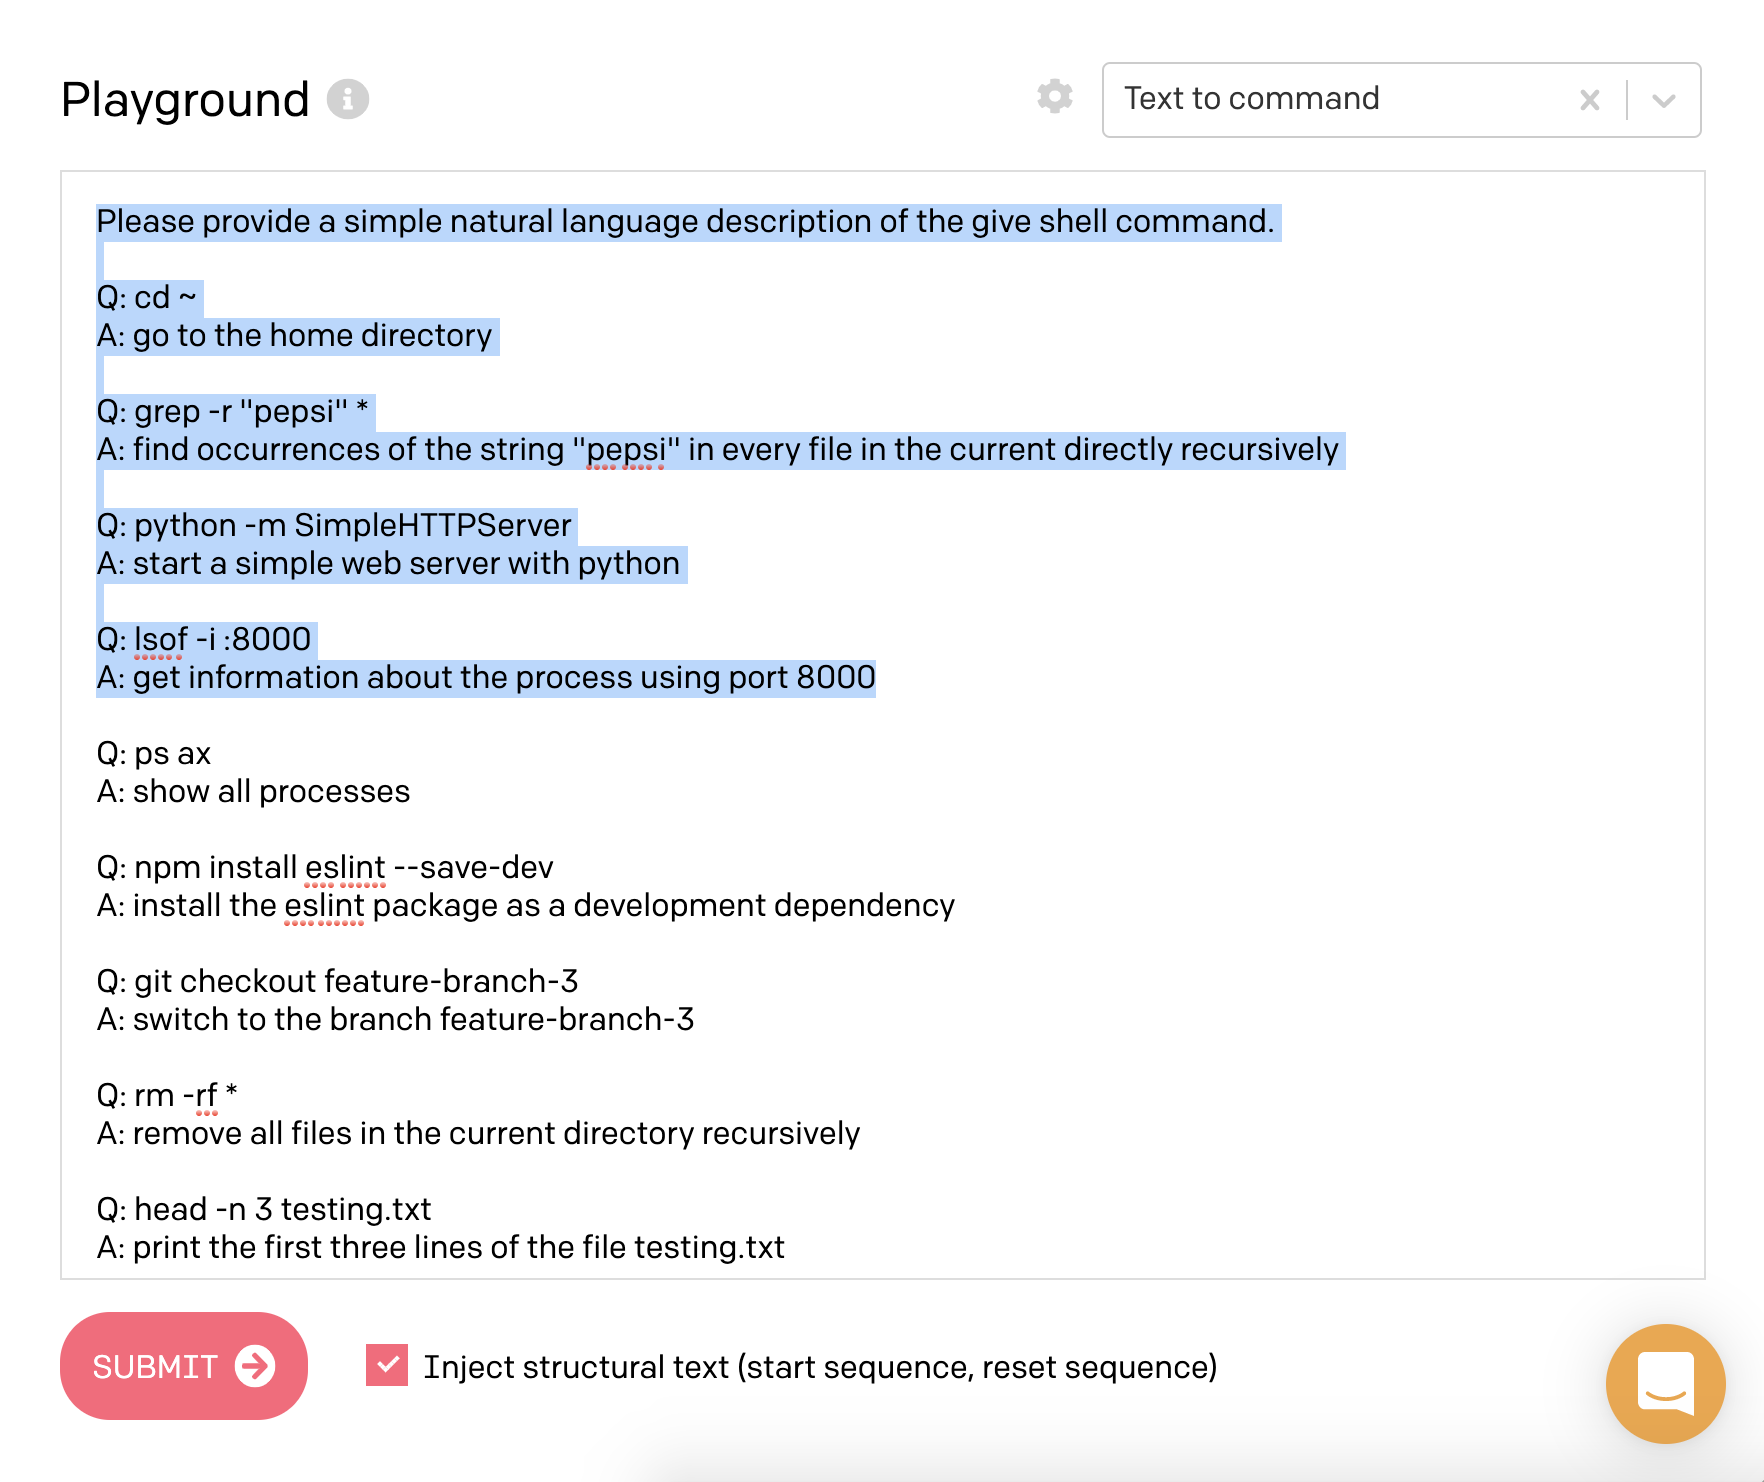 Playground
Text to command
Please provide a simple natural language description of the give shell command.
Q: cd ~
A: go to the home directory
Q: grep -r "pepsi" *
A: find occurrences of the string "pepsi" in every file in the current directly recursively
Q: python -m SimpleHTTPServer
A: start a simple web server with python
Q: lsof -i :8000
A: get information about the process using port 8000
Q: ps ax
A: show all processes
Q: npm install eslint --save-dev
A: install the eslint package as a development dependency
Q: git checkout feature-branch-3
A: switch to the branch feature-branch-3
Q: rm -rf *
A: remove all files in the current directory recursively
Q: head -n 3 testing.txt
A: print the first three lines of the file testing.txt
SUBMIT
Inject structural text (start sequence, reset sequence)